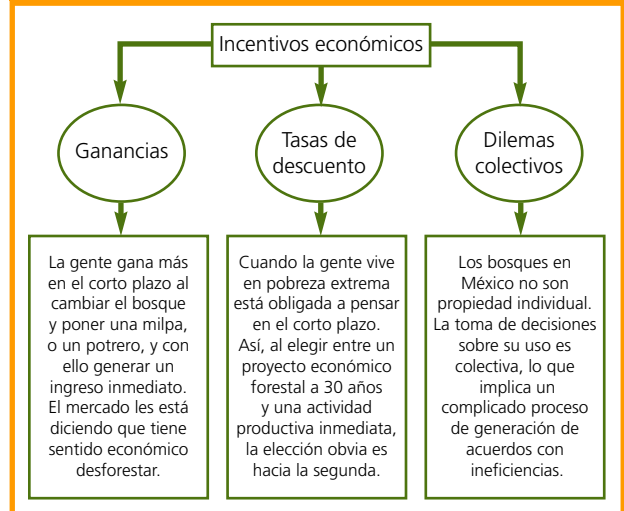 Incentivos económicos
Ganancias
Tasas de
descuento
Dilemas
colectivos
La gente gana más
en el corto plazo al
cambiar el bosque
y poner una milpa,
o un potrero, y con
ello generar un
ingreso inmediato.
El mercado les está
diciendo que tiene
sentido económico
desforestar.
Cuando la gente vive
en pobreza extrema
está obligada a pensar
en el corto plazo.
Así, al elegir entre un
proyecto económico
forestal a 30 años
y una actividad
productiva inmediata,
la elección obvia es
hacia la segunda.
Los bosques en
México no son
propiedad individual.
La toma de decisiones
sobre su uso es
colectiva, lo que
implica un
complicado proceso
de generación de
acuerdos con
ineficiencias.